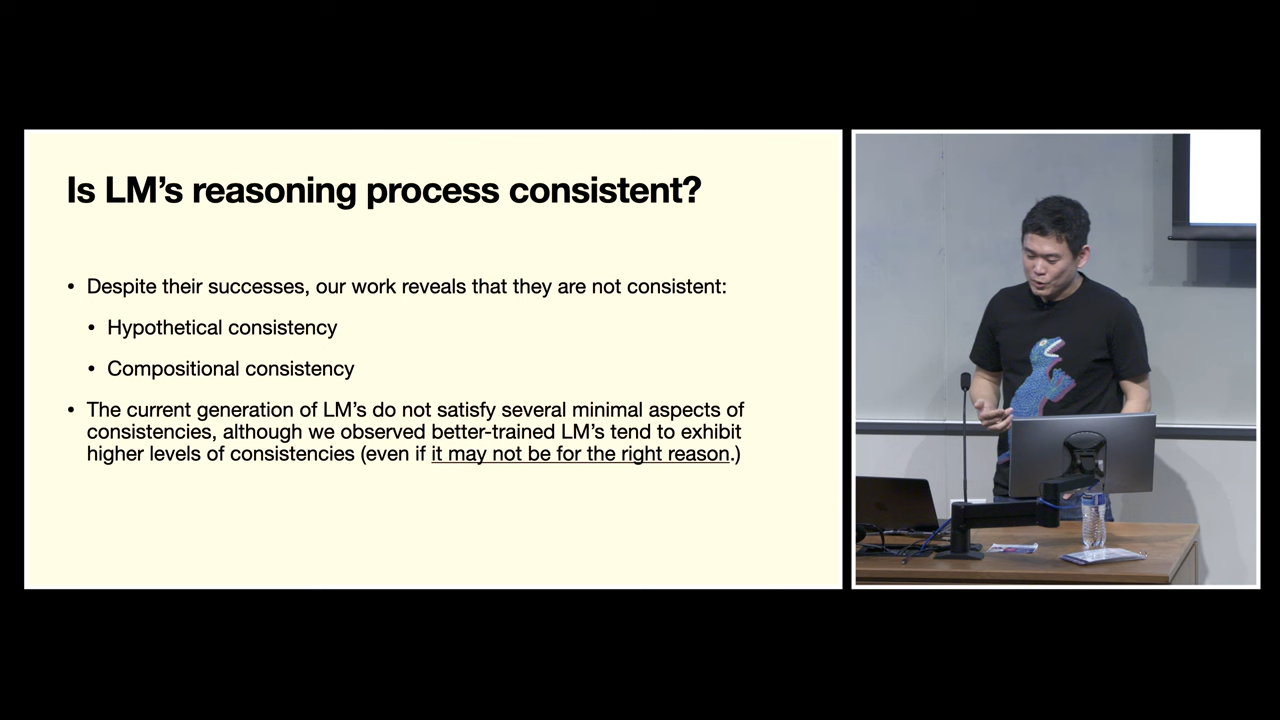 Is LM’s reasoning process consistent?
• Despite their successes, our work reveals that they are not consistent:
• Hypothetical consistency
• Compositional consistency
• The current generation of LM’s do not satisfy several minimal aspects of
consistencies, although we observed better-trained LM’s tend to exhibit
higher levels of consistencies (even if it may not be for the right reason.)